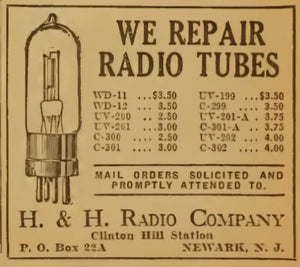 WE REPAIR
RADIO TUBES
WD-11 ...$3.50 UV-199 ...$3.50
WD-12 ... 3.50 C-299 .... 3.50
UV-200 .. 2.50 UV-201-A . 3.75
UV-201 ... 3.00 C-301-A .. 3.75
C-300 .... 2.50 UV-202 ... 4.00
C-301 .... 3.00 C-302 .... 4.00
MAIL ORDERS SOLICITED AND
PROMPTLY ATTENDED TO.
H. & H. RADIO COMPANY
Clinton Hill Station
P. O. Box 22A NEWARK, N. J.